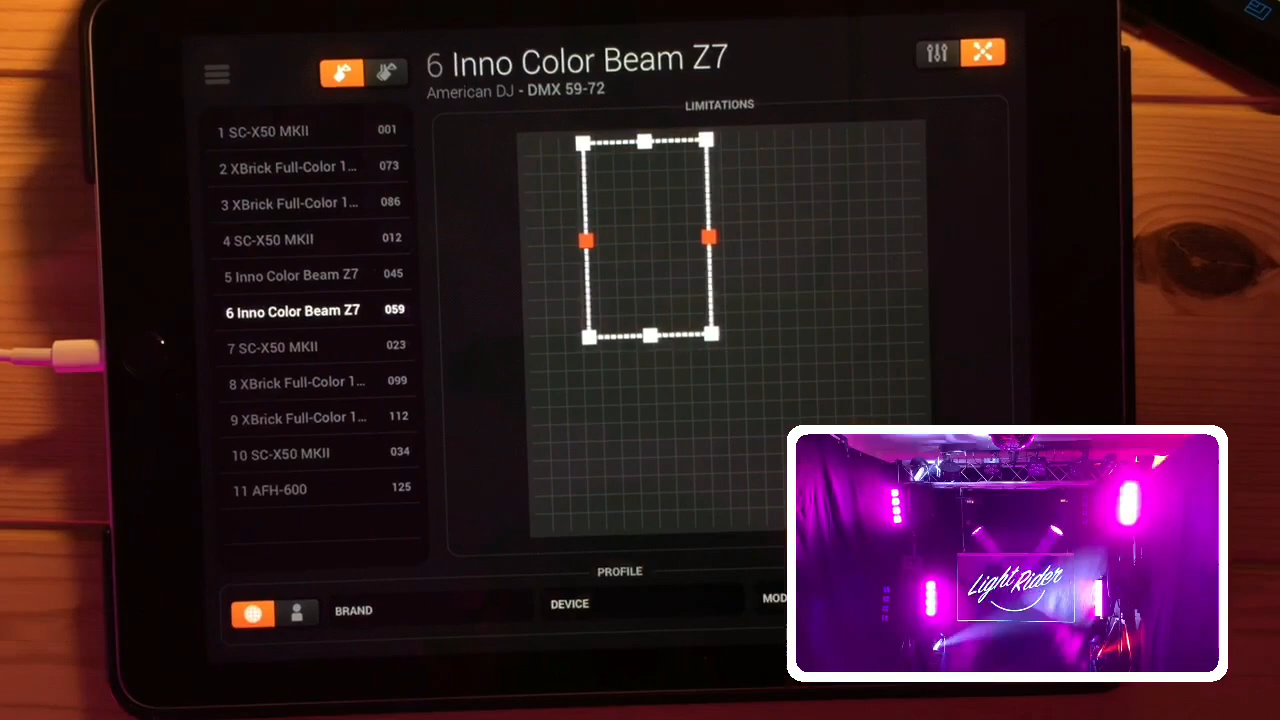 6 Inno Color Beam Z7
American DJ - DMX 59-72
LIMITATIONS
1 SC-X50 MKII 001
2 XBrick Full-Color 1... 073
3 XBrick Full-Color 1... 086
4 SC-X50 MKII 012
5 Inno Color Beam Z7 045
6 Inno Color Beam Z7 059
7 SC-X50 MKII 023
8 XBrick Full-Color 1... 099
9 XBrick Full-Color 1... 112
10 SC-X50 MKII 034
11 AFH-600 125
PROFILE
BRAND
DEVICE
Light Rider